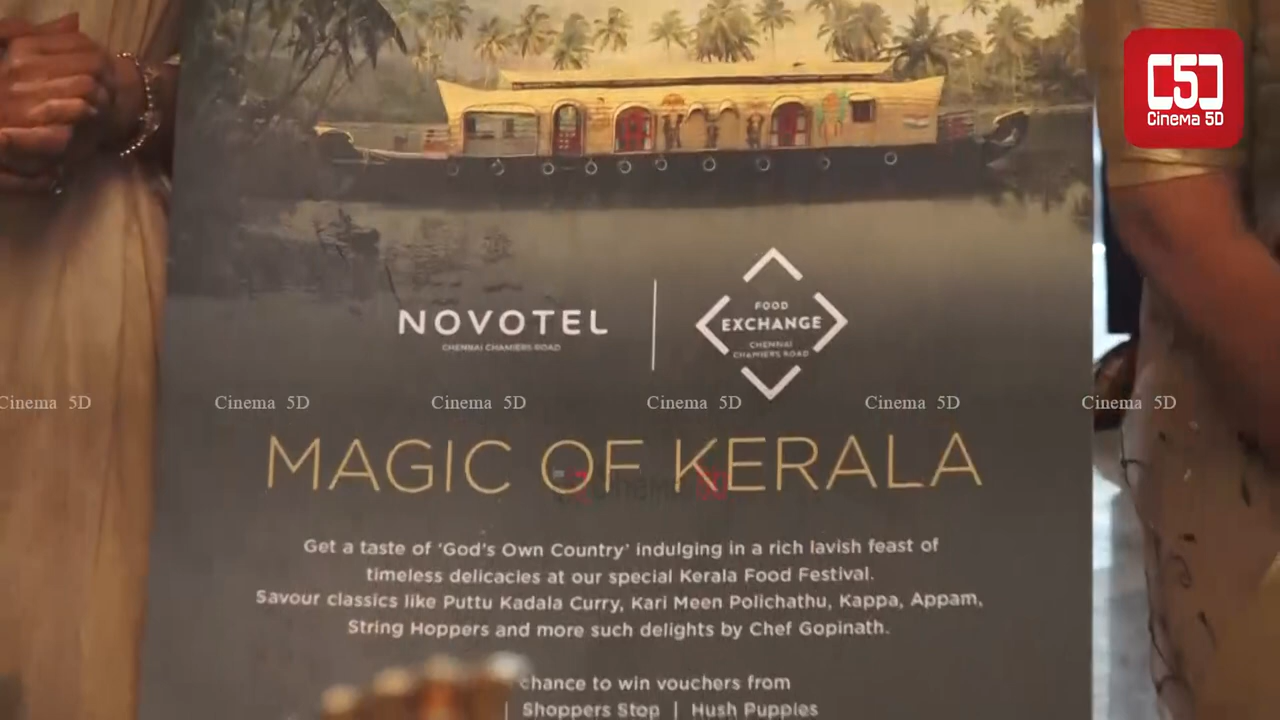 C5D
Cinema 5D
NOVOTEL
CHENNAI CHAMIERS ROAD
FOOD
EXCHANGE
CHENNAI
CHAMIERS ROAD
Cinema 5D Cinema 5D Cinema 5D Cinema 5D Cinema 5D Cinema 5D
MAGIC OF KERALA
Get a taste of ‘God's Own Country’ indulging in a rich lavish feast of
timeless delicacies at our special Kerala Food Festival.
Savour classics like Puttu Kadala Curry, Kari Meen Polichathu, Kappa, Appam,
String Hoppers and more such delights by Chef Gopinath.
chance to win vouchers from
| Shoppers Stop | Hush Puppies